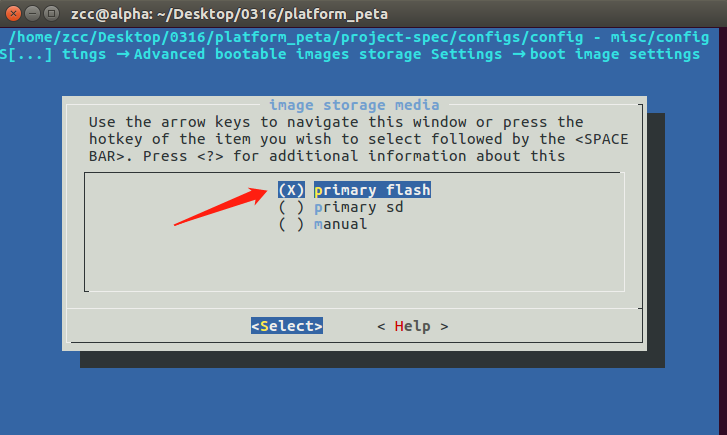 zcc@alpha: ~/Desktop/0316/platform_peta
/home/zcc/Desktop/0316/platform_peta/project-spec/configs/config - misc/config
S[...] tings →Advanced bootable images storage Settings →boot image settings
image storage media
Use the arrow keys to navigate this window or press the
hotkey of the item you wish to select followed by the <SPACE
BAR>. Press <?> for additional information about this
(X) primary flash
( ) primary sd
( ) manual
<Select> < Help >